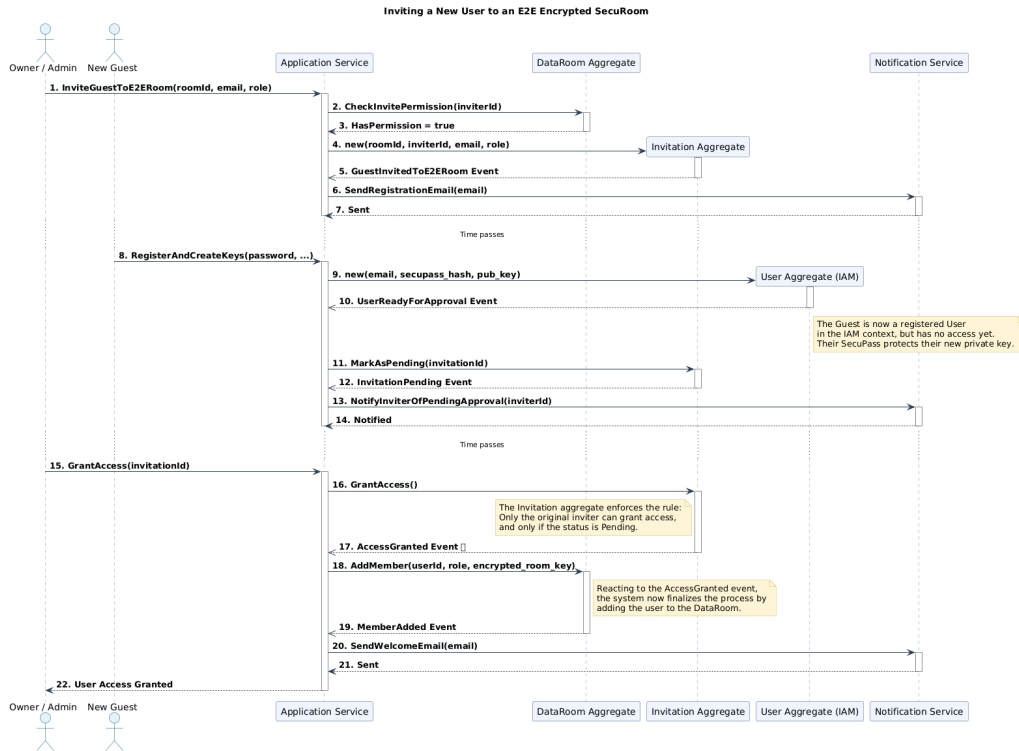 Inviting a New User to an E2E Encrypted SecuRoom
Owner / Admin
New Guest
Application Service
DataRoom Aggregate
Notification Service
1. InviteGuestToE2ERoom(roomId, email, role)
2. CheckInvitePermission(inviterId)
3. HasPermission = true
4. new(roomId, inviterId, email, role)
Invitation Aggregate
5. GuestInvitedToE2ERoom Event
6. SendRegistrationEmail(email)
7. Sent
Time passes
8. RegisterAndCreateKeys(password, ...)
9. new(email, secupass_hash, pub_key)
User Aggregate (IAM)
10. UserReadyForApproval Event
The Guest is now a registered User
in the IAM context, but has no access yet.
Their SecuPass protects their new private key.
11. MarkAsPending(invitationId)
12. InvitationPending Event
13. NotifyInviterOfPendingApproval(inviterId)
14. Notified
Time passes
15. GrantAccess(invitationId)
16. GrantAccess()
The Invitation aggregate enforces the rule:
Only the original inviter can grant access,
and only if the status is Pending.
17. AccessGranted Event
18. AddMember(userId, role, encrypted_room_key)
Reacting to the AccessGranted event,
the system now finalizes the process by
adding the user to the DataRoom.
19. MemberAdded Event
20. SendWelcomeEmail(email)
21. Sent
22. User Access Granted
Owner / Admin
New Guest
Application Service
DataRoom Aggregate
Invitation Aggregate
User Aggregate (IAM)
Notification Service